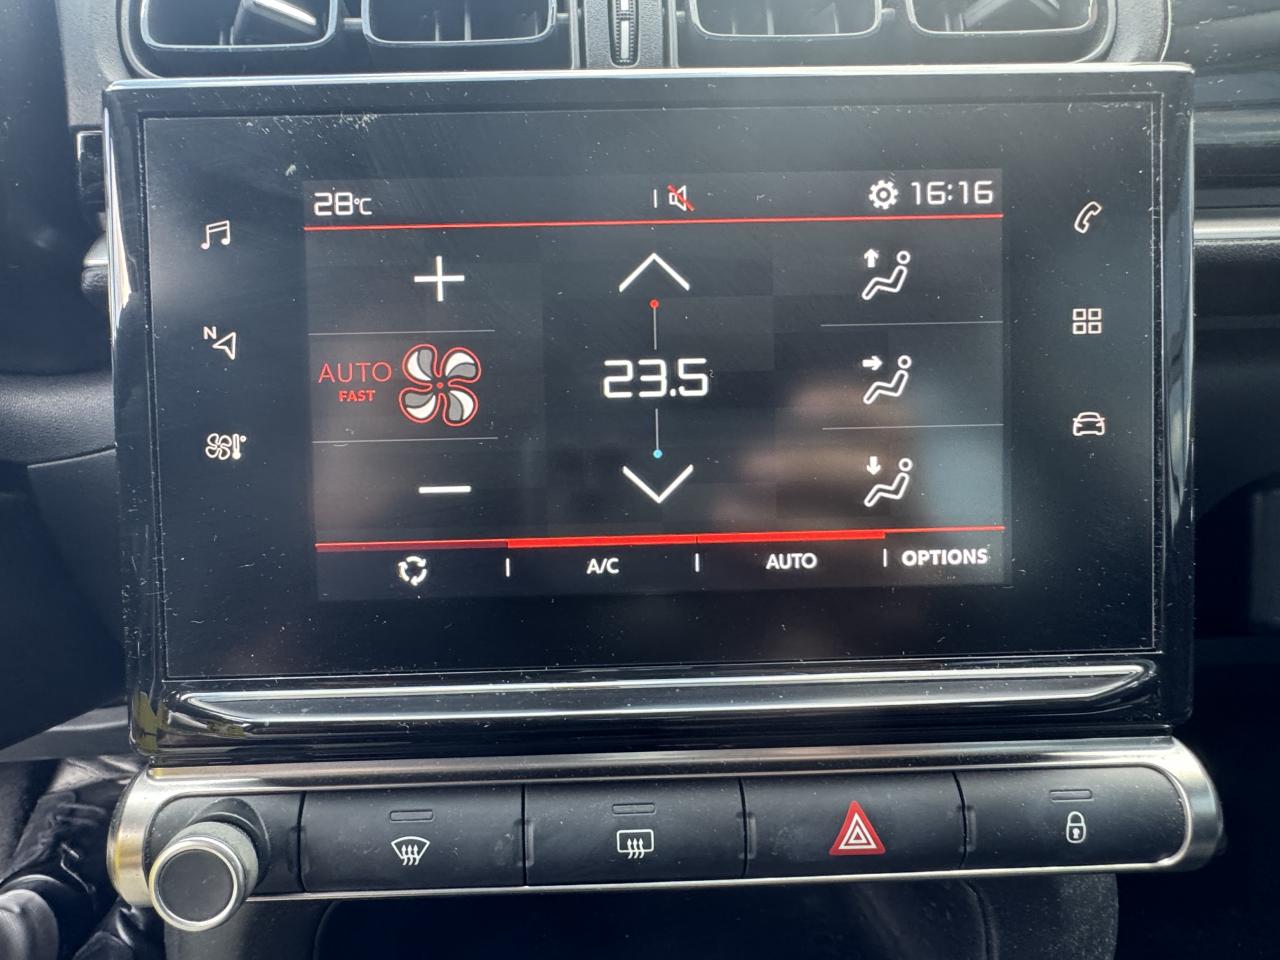 28°C
16:16
N
AUTO
FAST
23.5
A/C
AUTO
OPTIONS